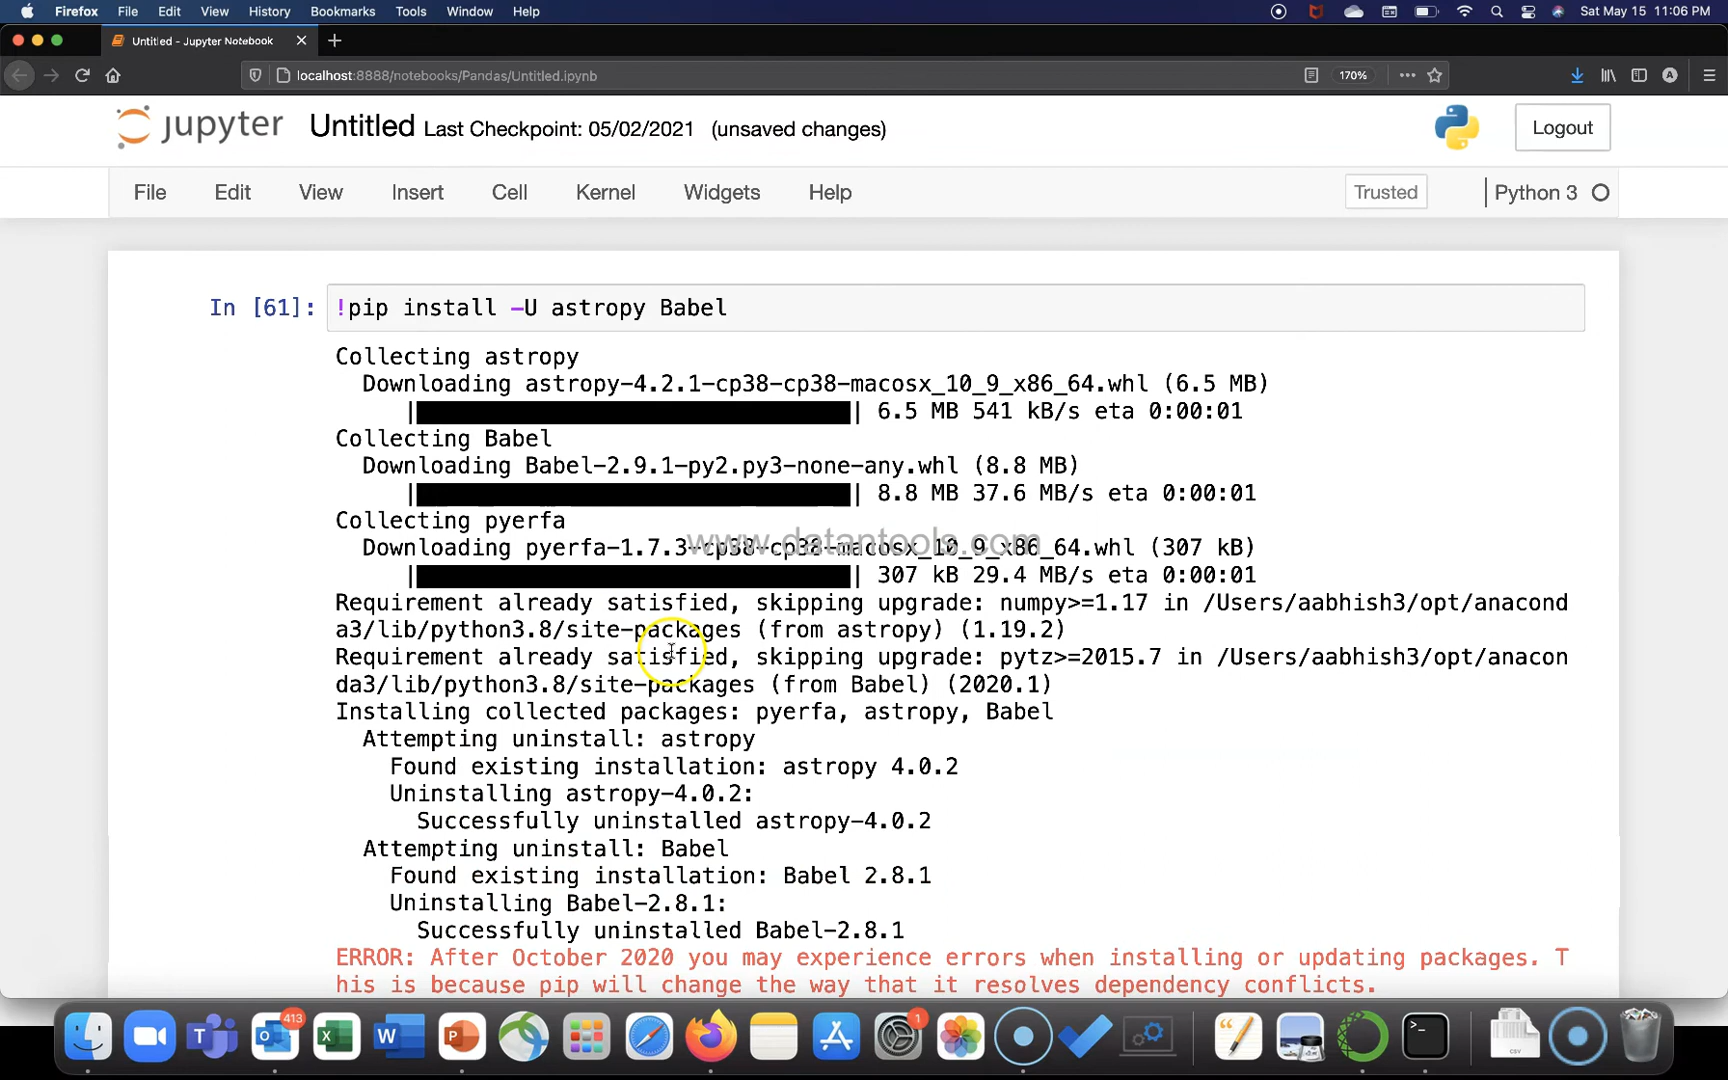 Firefox File Edit View History Bookmarks Tools Window Help Sat May 15 11:06 PM
Untitled - Jupyter Notebook
localhost:8888/notebooks/Pandas/Untitled.ipynb 170%
jupyter Untitled Last Checkpoint: 05/02/2021 (unsaved changes) Logout
File Edit View Insert Cell Kernel Widgets Help Trusted Python 3
In [61]: !pip install -U astropy Babel
Collecting astropy
Downloading astropy-4.2.1-cp38-cp38-macosx_10_9_x86_64.whl (6.5 MB)
|████████████████████████████████| 6.5 MB 541 kB/s eta 0:00:01
Collecting Babel
Downloading Babel-2.9.1-py2.py3-none-any.whl (8.8 MB)
|████████████████████████████████| 8.8 MB 37.6 MB/s eta 0:00:01
Collecting pyerfa
www.datantools.com
Downloading pyerfa-1.7.3-cp38-cp38-macosx_10_9_x86_64.whl (307 kB)
|████████████████████████████████| 307 kB 29.4 MB/s eta 0:00:01
Requirement already satisfied, skipping upgrade: numpy>=1.17 in /Users/aabhish3/opt/anacond
a3/lib/python3.8/site-packages (from astropy) (1.19.2)
Requirement already satisfied, skipping upgrade: pytz>=2015.7 in /Users/aabhish3/opt/anacon
da3/lib/python3.8/site-packages (from Babel) (2020.1)
Installing collected packages: pyerfa, astropy, Babel
Attempting uninstall: astropy
Found existing installation: astropy 4.0.2
Uninstalling astropy-4.0.2:
Successfully uninstalled astropy-4.0.2
Attempting uninstall: Babel
Found existing installation: Babel 2.8.1
Uninstalling Babel-2.8.1:
Successfully uninstalled Babel-2.8.1
ERROR: After October 2020 you may experience errors when installing or updating packages. T
his is because pip will change the way that it resolves dependency conflicts.
413
1
CSV